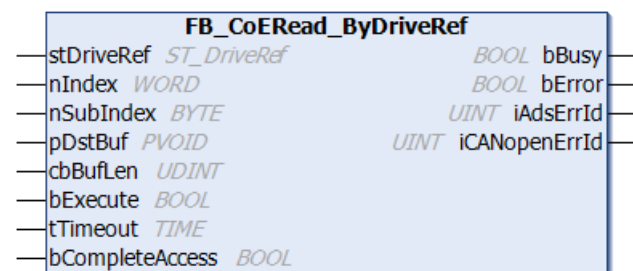 FB_CoERead_ByDriveRef
stDriveRef ST_DriveRef BOOL bBusy
nIndex WORD BOOL bError
nSubIndex BYTE UINT iAdsErrId
pDstBuf PVOID UINT iCANopenErrId
cbBufLen UDINT
bExecute BOOL
tTimeout TIME
bCompleteAccess BOOL